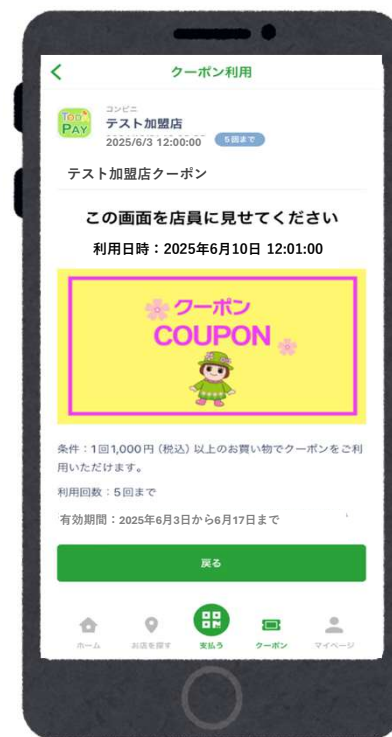 クーポン利用
コンビニ
テスト加盟店
2025/6/3 12:00:00 5回まで
PAY
テスト加盟店クーポン
この画面を店員に見せてください
利用日時：2025年6月10日 12:01:00
クーポン
COUPON
条件：1回1,000円（税込）以上のお買い物でクーポンをご利
用いただけます。
利用回数：5回まで
有効期間：2025年6月3日から6月17日まで
戻る
ホーム お店を探す 支払う クーポン マイページ